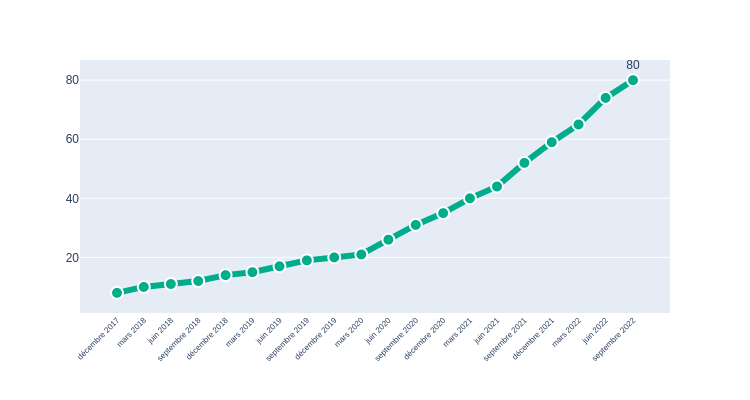 80
80
60
40
20
décembre 2017
mars 2018
juin 2018
septembre 2018
décembre 2018
mars 2019
juin 2019
septembre 2019
décembre 2019
mars 2020
juin 2020
septembre 2020
décembre 2020
mars 2021
juin 2021
septembre 2021
décembre 2021
mars 2022
juin 2022
septembre 2022